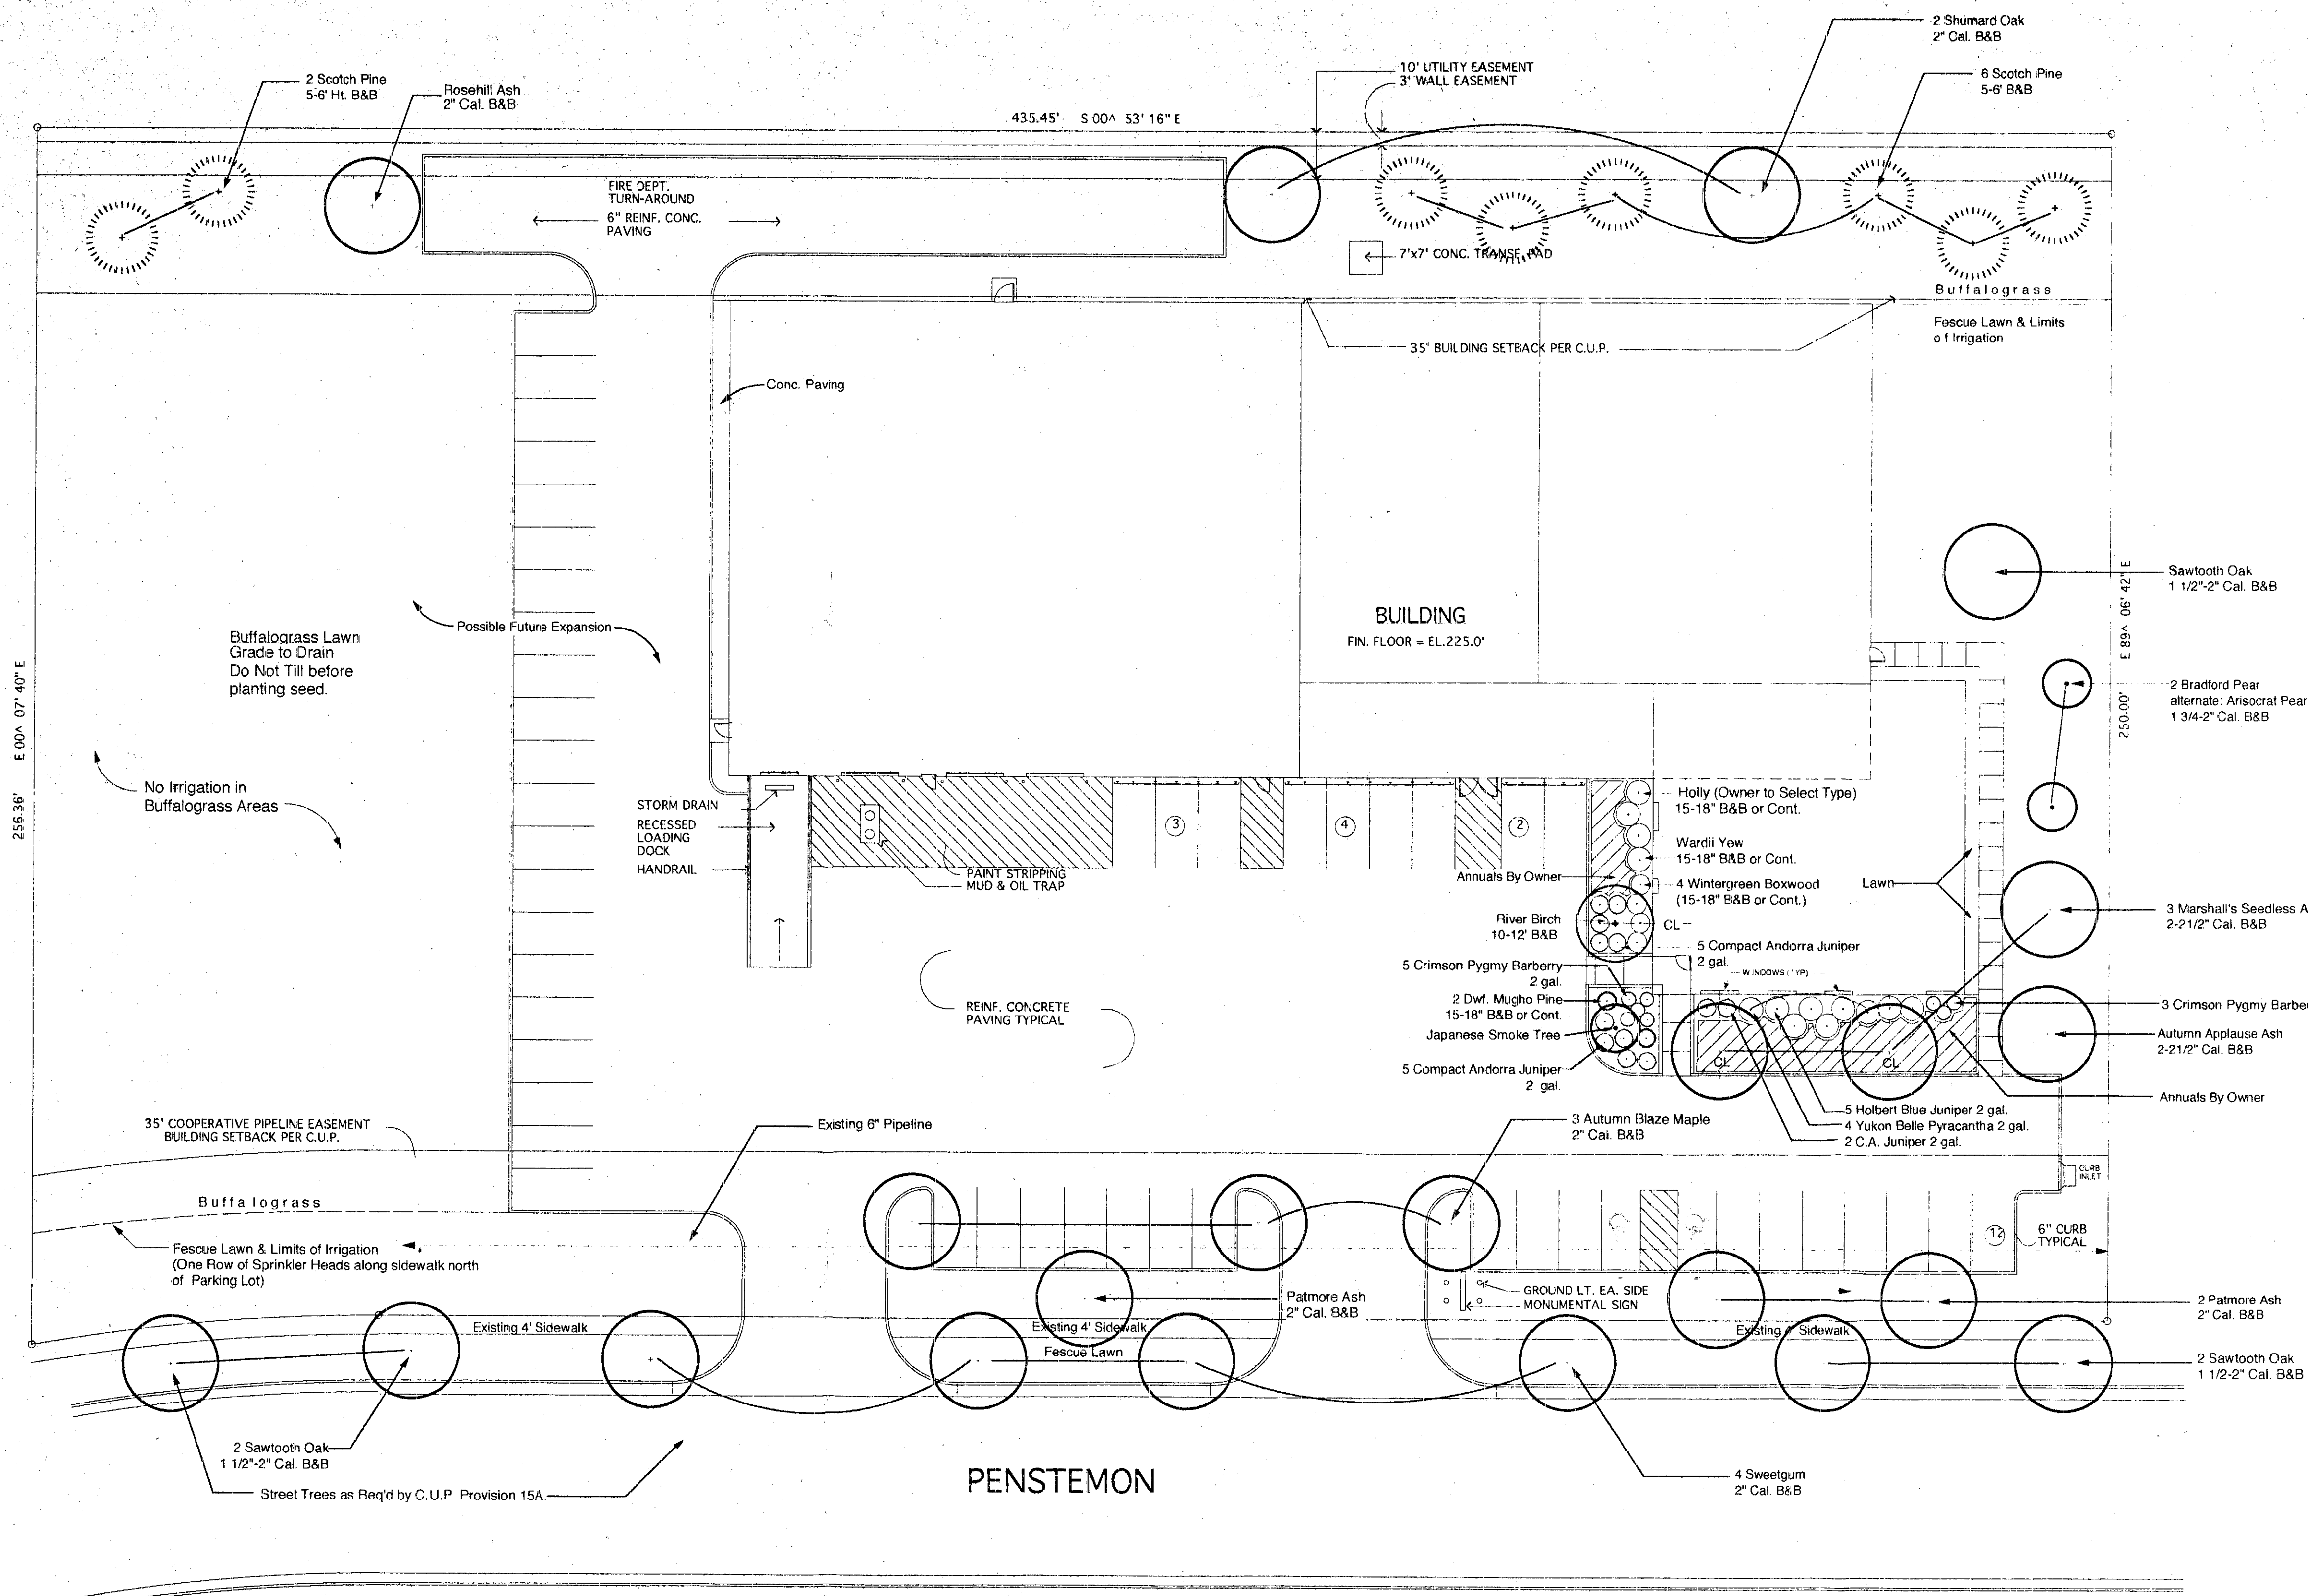 2 Shumard Oak
2" Cal. B&B
2 Scotch Pine
5-6' Ht. B&B
Rosehill Ash
2" Cal. B&B
10' UTILITY EASEMENT
3' WALL EASEMENT
6 Scotch Pine
5-6' B&B
435.45' S 00^ 53' 16" E
FIRE DEPT.
TURN-AROUND
6" REINF. CONC.
PAVING
7'x7' CONC. TRANSF. PAD
Buffalograss
Fescue Lawn & Limits
of Irrigation
35' BUILDING SETBACK PER C.U.P.
Conc. Paving
Sawtooth Oak
1 1/2"-2" Cal. B&B
E 89^ 06' 42" E
250.00'
BUILDING
FIN. FLOOR = EL.225.0'
Possible Future Expansion
Buffalograss Lawn
Grade to Drain
Do Not Till before
planting seed.
E 00^ 07' 40" E
256.36'
2 Bradford Pear
alternate: Arisocrat Pear
1 3/4-2" Cal. B&B
No Irrigation in
Buffalograss Areas
STORM DRAIN
RECESSED
LOADING
DOCK
HANDRAIL
3
4
2
PAINT STRIPPING
MUD & OIL TRAP
Holly (Owner to Select Type)
15-18" B&B or Cont.
Wardii Yew
15-18" B&B or Cont.
Annuals By Owner
4 Wintergreen Boxwood
(15-18" B&B or Cont.)
Lawn
River Birch
10-12' B&B
CL
3 Marshall's Seedless A
2-21/2" Cal. B&B
5 Compact Andorra Juniper
2 gal.
WINDOWS (TYP)
5 Crimson Pygmy Barberry
2 gal.
2 Dwf. Mugho Pine
15-18" B&B or Cont.
Japanese Smoke Tree
5 Compact Andorra Juniper
2 gal.
3 Crimson Pygmy Barbe
Autumn Applause Ash
2-21/2" Cal. B&B
CL
CL
Annuals By Owner
REINF. CONCRETE
PAVING TYPICAL
5 Holbert Blue Juniper 2 gal.
4 Yukon Belle Pyracantha 2 gal.
2 C.A. Juniper 2 gal.
35' COOPERATIVE PIPELINE EASEMENT
BUILDING SETBACK PER C.U.P.
Existing 6" Pipeline
3 Autumn Blaze Maple
2" Cal. B&B
CURB
INLET
Buffalograss
12
6" CURB
TYPICAL
Fescue Lawn & Limits of Irrigation
(One Row of Sprinkler Heads along sidewalk north
of Parking Lot)
GROUND LT. EA. SIDE
MONUMENTAL SIGN
Patmore Ash
2" Cal. B&B
2 Patmore Ash
2" Cal. B&B
Existing 4' Sidewalk
Existing 4' Sidewalk
Existing 4' Sidewalk
Fescue Lawn
2 Sawtooth Oak
1 1/2-2" Cal. B&B
2 Sawtooth Oak
1 1/2"-2" Cal. B&B
Street Trees as Req'd by C.U.P. Provision 15A.
PENSTEMON
4 Sweetgum
2" Cal. B&B